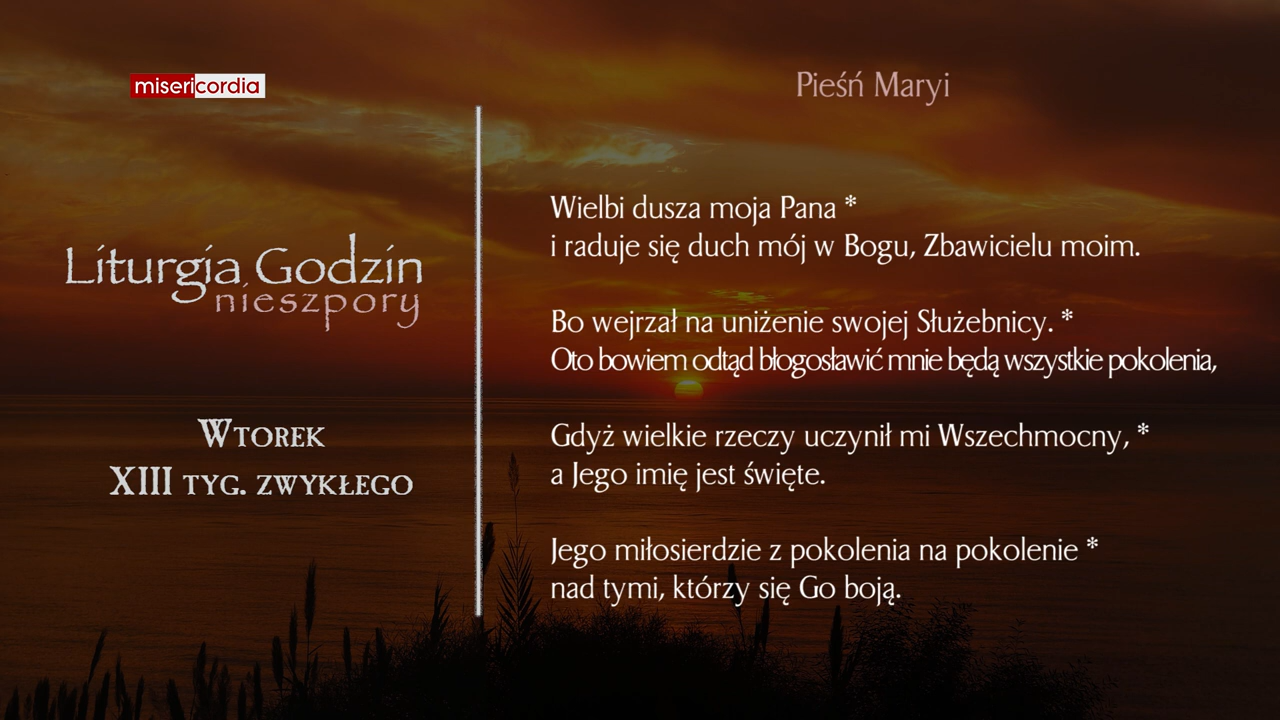 misericordia
Liturgia Godzin
nieszpory
Wtorek
XIII tyg. zwykłego
Pieśń Maryi
Wielbi dusza moja Pana *
i raduje się duch mój w Bogu, Zbawicielu moim.
Bo wejrzał na uniżenie swojej Służebnicy. *
Oto bowiem odtąd błogosławić mnie będą wszystkie pokolenia,
Gdyż wielkie rzeczy uczynił mi Wszechmocny, *
a Jego imię jest święte.
Jego miłosierdzie z pokolenia na pokolenie *
nad tymi, którzy się Go boją.